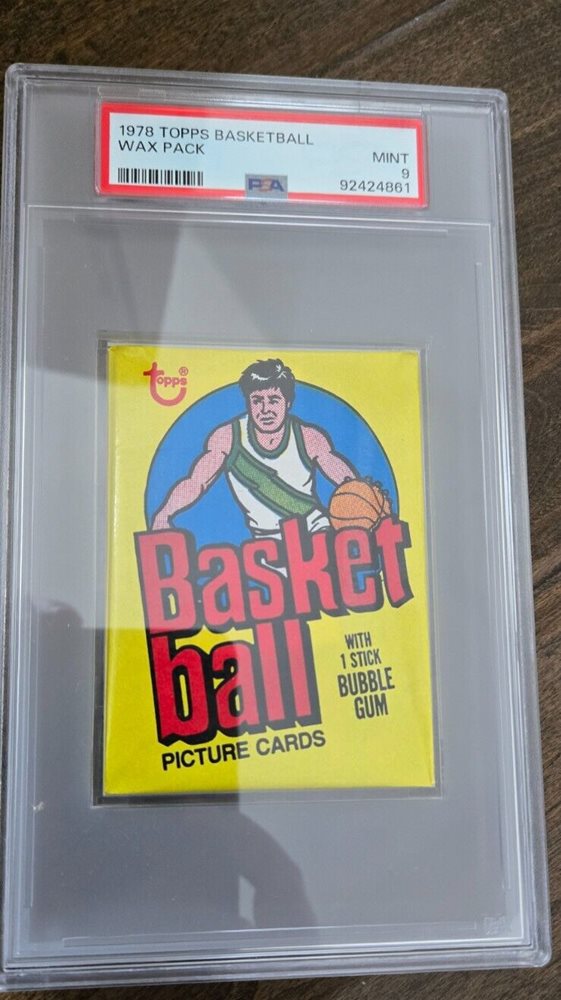 1978 TOPPS BASKETBALL
WAX PACK
MINT
9
PSA
92424861
topps®
Basket
ball
WITH
1 STICK
BUBBLE
GUM
PICTURE CARDS